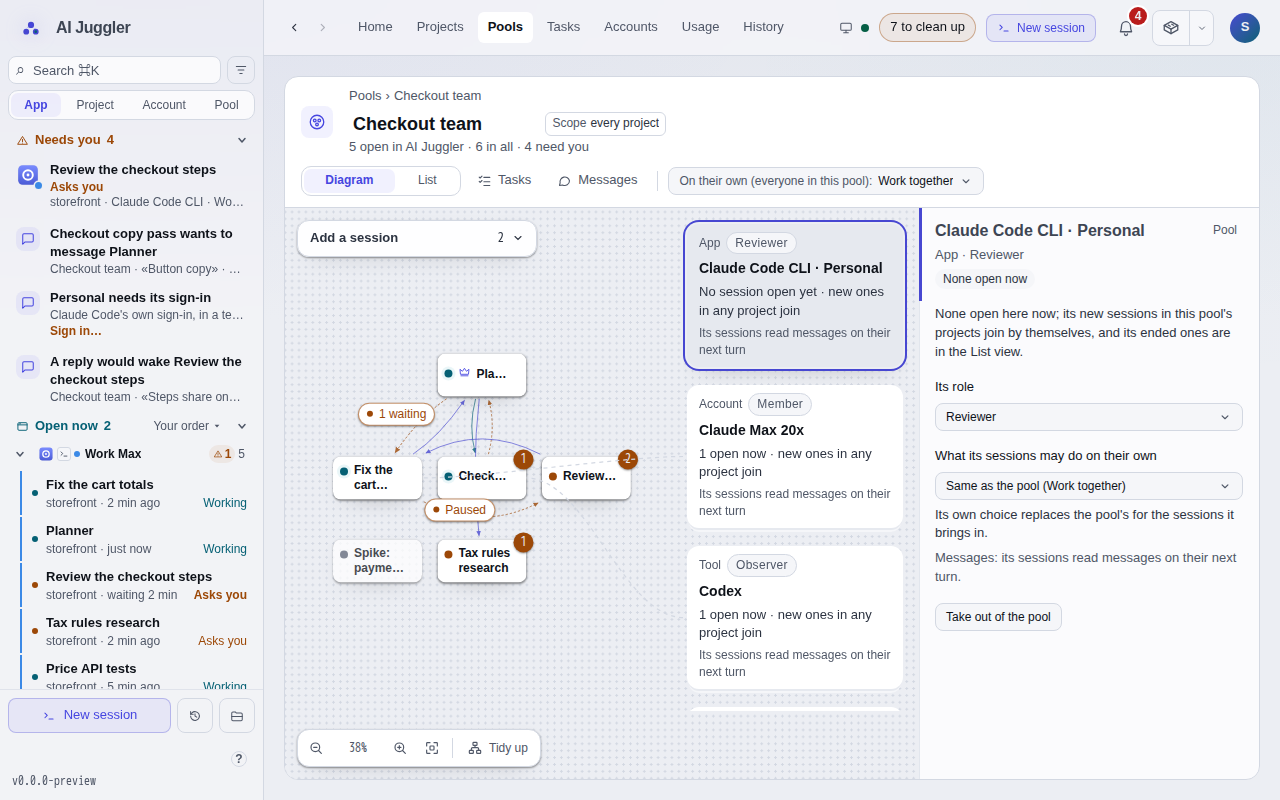 AI Juggler
Search ⌘K
App
Project
Account
Pool
Needs you 4
Review the checkout steps
Asks you
storefront · Claude Code CLI · Wo…
Checkout copy pass wants to
message Planner
Checkout team · «Button copy» · …
Personal needs its sign-in
Claude Code's own sign-in, in a te…
Sign in…
A reply would wake Review the
checkout steps
Checkout team · «Steps share on…
Open now 2
Your order
Work Max
1
5
Fix the cart totals
storefront · 2 min ago
Working
Planner
storefront · just now
Working
Review the checkout steps
storefront · waiting 2 min
Asks you
Tax rules research
storefront · 2 min ago
Asks you
Price API tests
storefront · 5 min ago
Working
New session
?
v0.0.0-preview
Home
Projects
Pools
Tasks
Accounts
Usage
History
7 to clean up
New session
4
S
Pools › Checkout team
Checkout team
Scope every project
5 open in AI Juggler · 6 in all · 4 need you
Diagram
List
Tasks
Messages
On their own (everyone in this pool): Work together
Add a session
2
Pla…
1 waiting
Fix the
cart…
Check…
1
Review…
2
Paused
Spike:
payme…
Tax rules
research
1
38%
Tidy up
App
Reviewer
Claude Code CLI · Personal
No session open yet · new ones
in any project join
Its sessions read messages on their
next turn
Account
Member
Claude Max 20x
1 open now · new ones in any
project join
Its sessions read messages on their
next turn
Tool
Observer
Codex
1 open now · new ones in any
project join
Its sessions read messages on their
next turn
Claude Code CLI · Personal
Pool
App · Reviewer
None open now
None open here now; its new sessions in this pool's
projects join by themselves, and its ended ones are
in the List view.
Its role
Reviewer
What its sessions may do on their own
Same as the pool (Work together)
Its own choice replaces the pool's for the sessions it
brings in.
Messages: its sessions read messages on their next
turn.
Take out of the pool